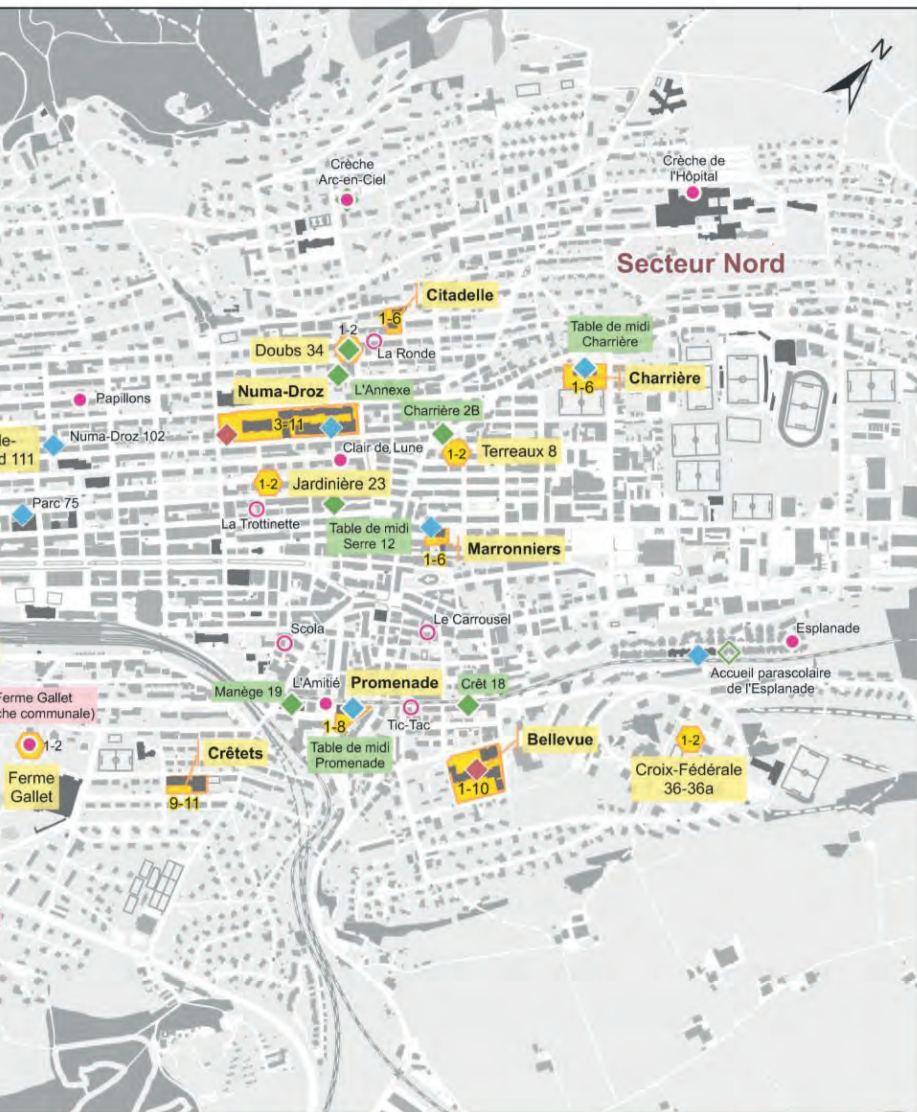 N
Crèche
Arc-en-Ciel
Crèche de
l'Hôpital
Secteur Nord
Citadelle
1-6
1-2
Doubs 34
La Ronde
Table de midi
Charrière
1-6
Charrière
L'Annexe
Numa-Droz
Papillons
3-11
Charrière 2B
Numa-Droz 102
Clair de Lune
1-2
Terreaux 8
d 111
1-2
Jardinière 23
Parc 75
La Trottinette
Table de midi
Serre 12
Marronniers
1-6
Scola
Le Carrousel
Esplanade
Accueil parascolaire
de l'Esplanade
Manège 19
L'Amitié
Promenade
Crêt 18
1-8
Tic-Tac
Table de midi
Promenade
Ferme Gallet
che communale)
1-2
Ferme
Gallet
Crêtets
9-11
Bellevue
1-10
1-2
Croix-Fédérale
36-36a